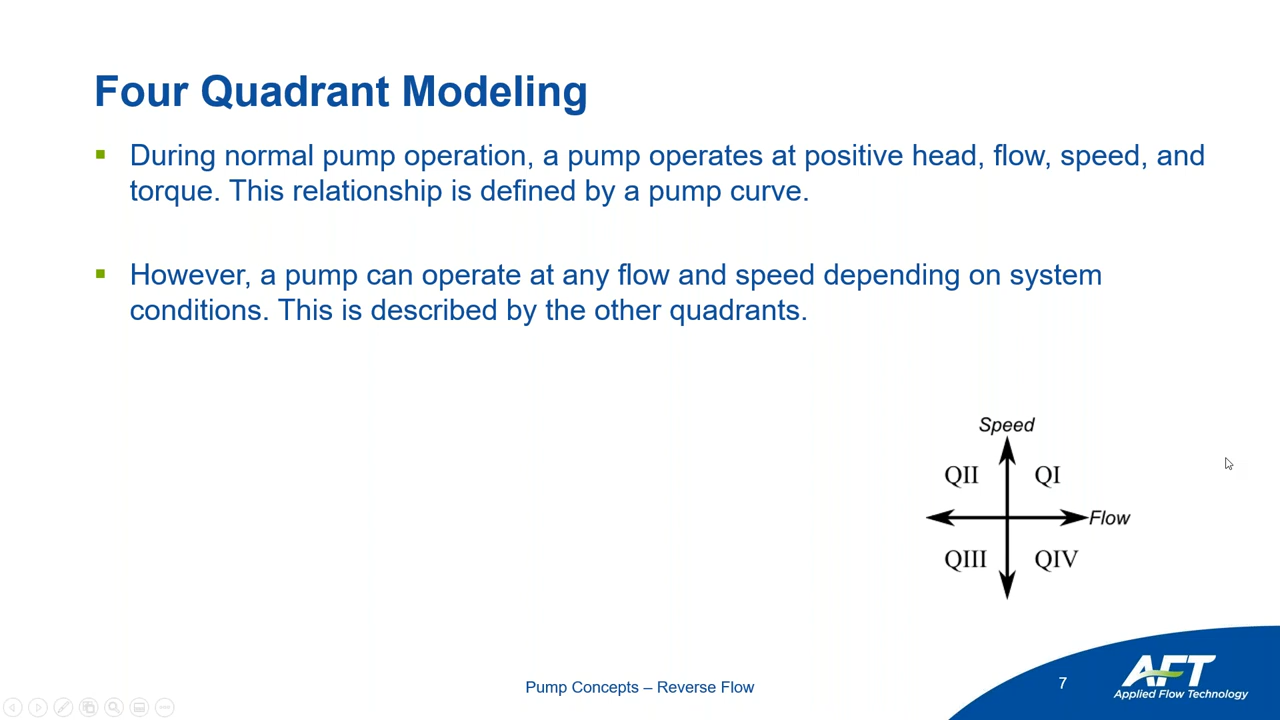 Four Quadrant Modeling
During normal pump operation, a pump operates at positive head, flow, speed, and
torque. This relationship is defined by a pump curve.
However, a pump can operate at any flow and speed depending on system
conditions. This is described by the other quadrants.
Speed
QII
QI
Flow
QIII
QIV
Pump Concepts – Reverse Flow
7
AFT
Applied Flow Technology